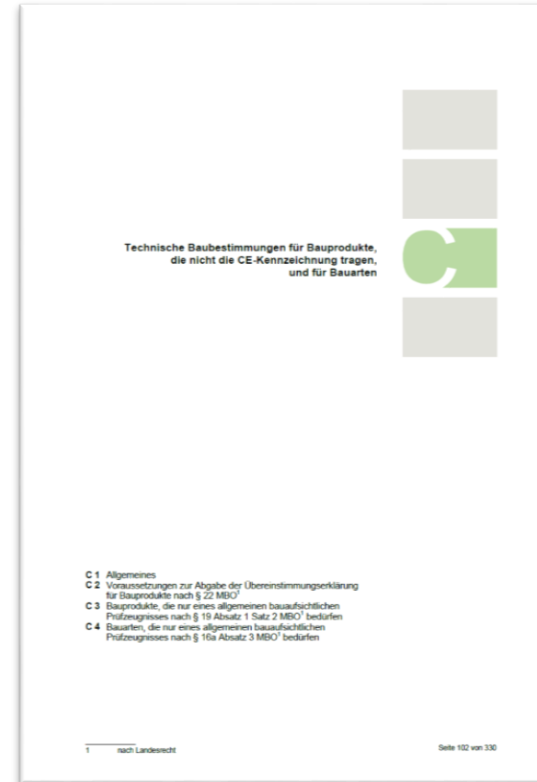 Technische Baubestimmungen für Bauprodukte,
die nicht die CE-Kennzeichnung tragen,
und für Bauarten
C
C 1 Allgemeines
C 2 Voraussetzungen zur Abgabe der Übereinstimmungserklärung
für Bauprodukte nach § 22 MBO¹
C 3 Bauprodukte, die nur eines allgemeinen bauaufsichtlichen
Prüfzeugnisses nach § 19 Absatz 1 Satz 2 MBO¹ bedürfen
C 4 Bauarten, die nur eines allgemeinen bauaufsichtlichen
Prüfzeugnisses nach § 16a Absatz 3 MBO¹ bedürfen
1 nach Landesrecht
Seite 102 von 330